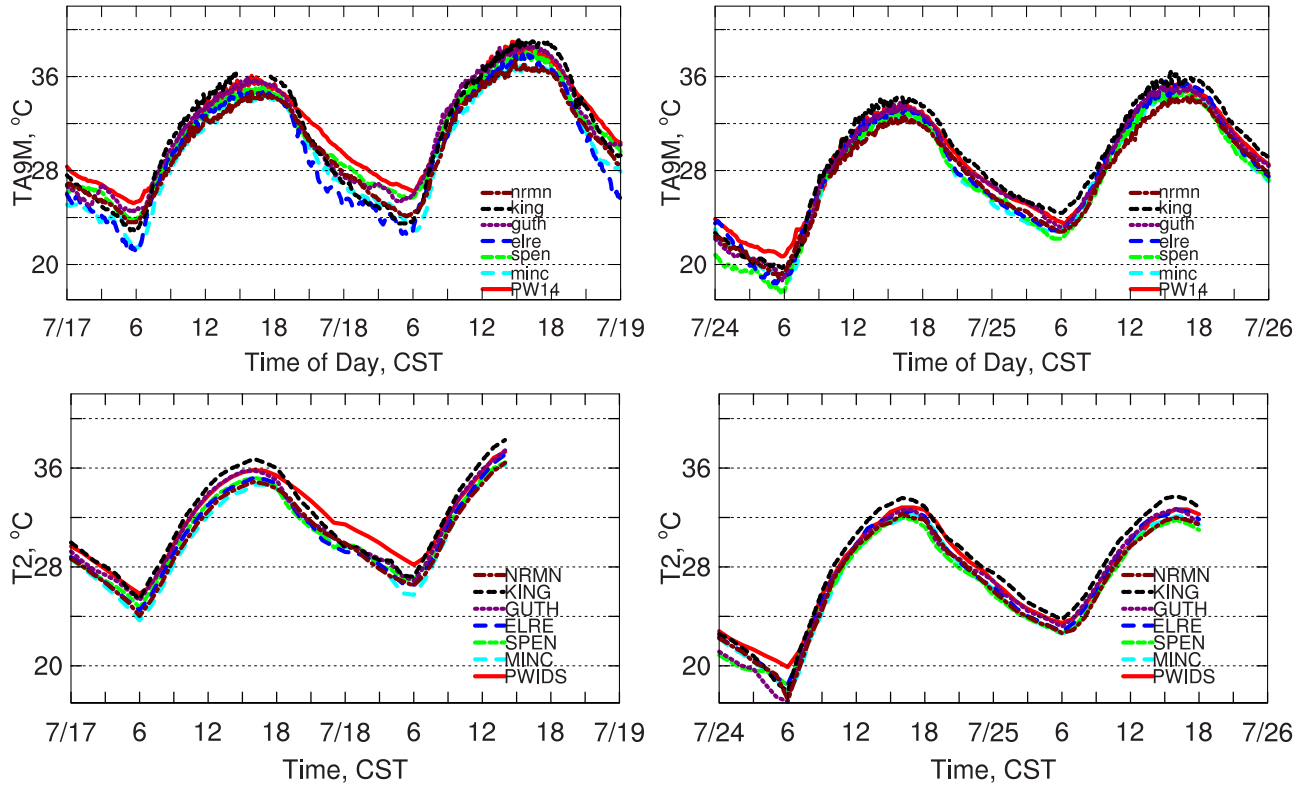 TA9M, °C
36
28
20
nrmn
king
guth
elre
spen
minc
PW14
7/17 6 12 18 7/18 6 12 18 7/19
Time of Day, CST
TA9M, °C
36
28
20
nrmn
king
guth
elre
spen
minc
PW14
7/24 6 12 18 7/25 6 12 18 7/26
Time of Day, CST
T2, °C
36
28
20
NRMN
KING
GUTH
ELRE
SPEN
MINC
PWIDS
7/17 6 12 18 7/18 6 12 18 7/19
Time, CST
T2, °C
36
28
20
NRMN
KING
GUTH
ELRE
SPEN
MINC
PWIDS
7/24 6 12 18 7/25 6 12 18 7/26
Time, CST